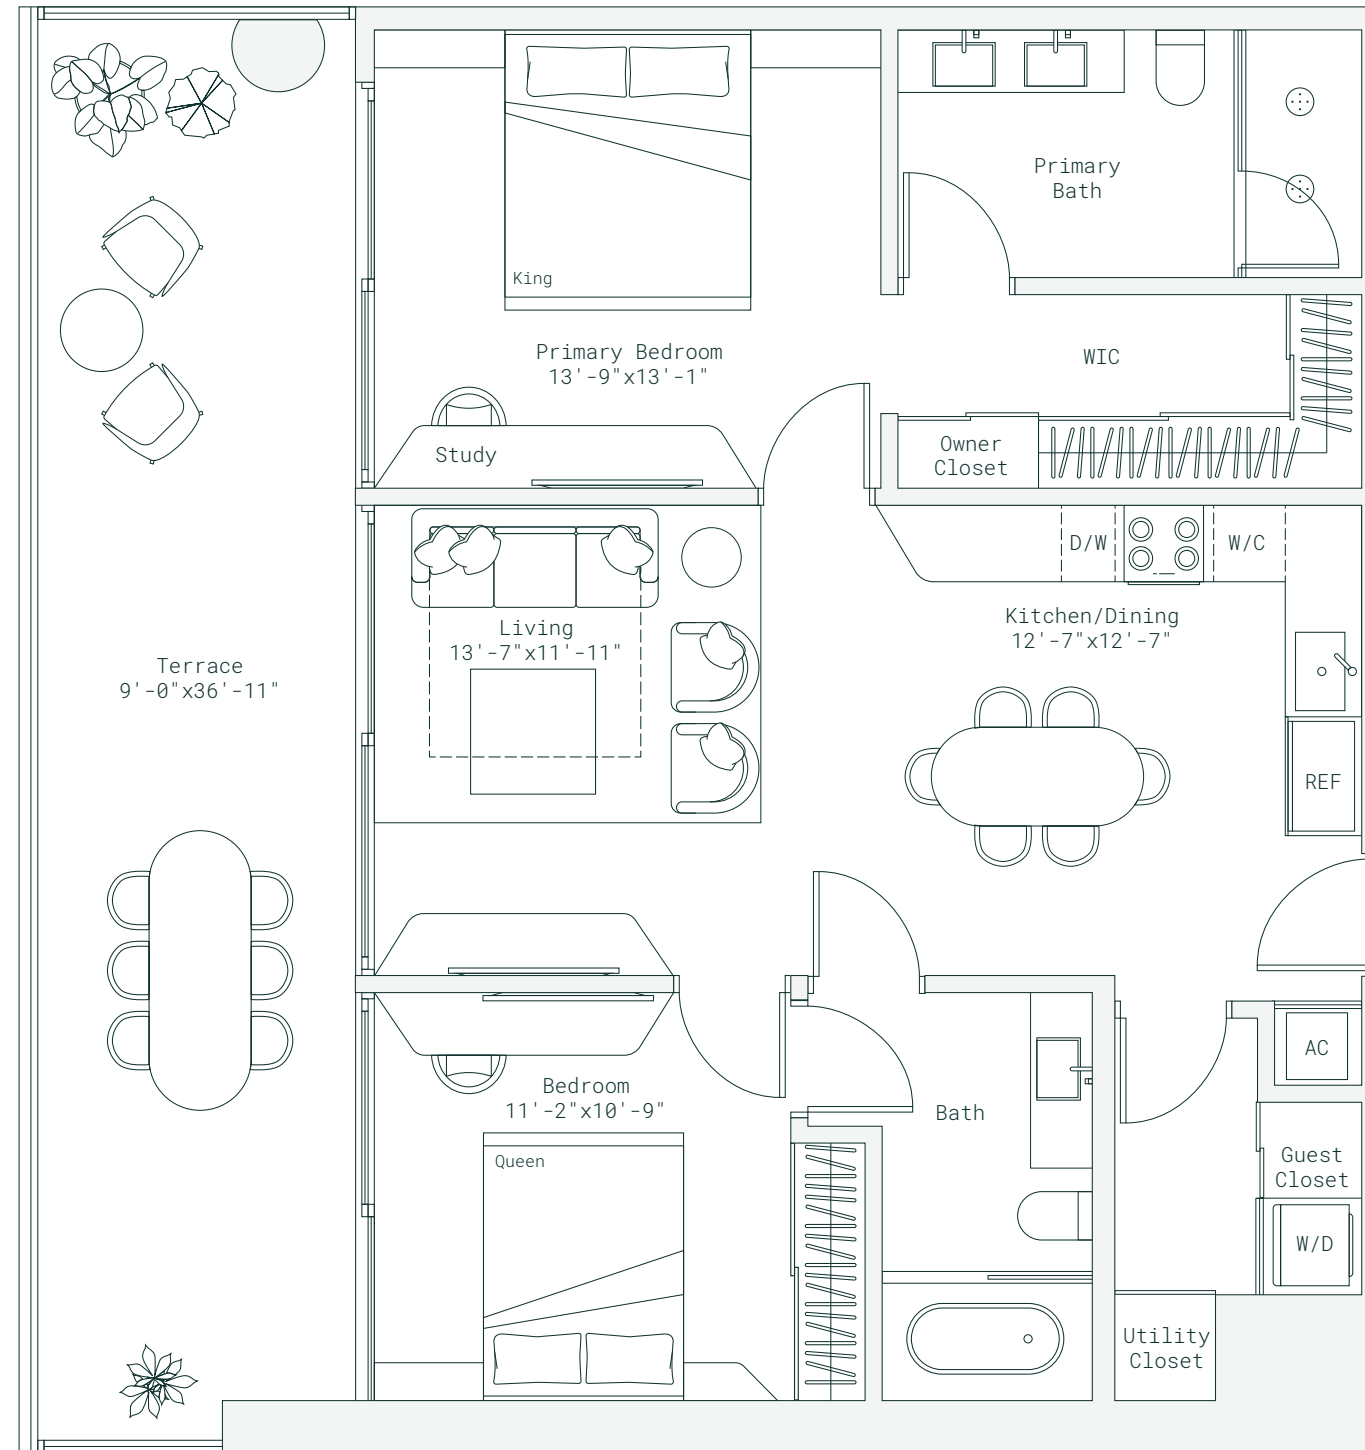 Primary
Bath
King
Primary Bedroom
13'-9"x13'-1"
WIC
Study
Owner
Closet
D/W
W/C
Living
13'-7"x11'-11"
Kitchen/Dining
12'-7"x12'-7"
Terrace
9'-0"x36'-11"
REF
AC
Bedroom
11'-2"x10'-9"
Bath
Queen
Guest
Closet
W/D
Utility
Closet